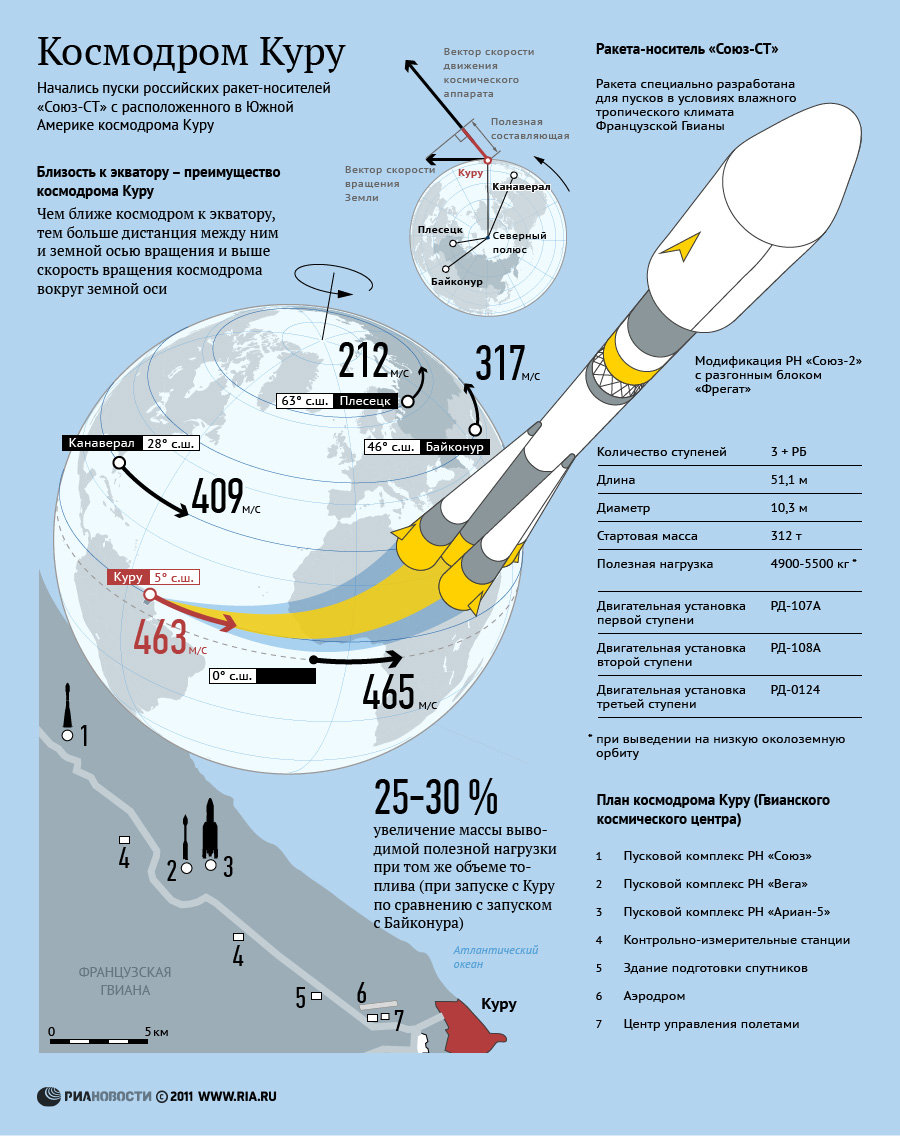 Космодром Куру
Начались пуски российских ракет-носителей
«Союз-СТ» с расположенного в Южной
Америке космодрома Куру
Близость к экватору – преимущество
космодрома Куру
Чем ближе космодром к экватору,
тем больше дистанция между ним
и земной осью вращения и выше
скорость вращения космодрома
вокруг земной оси
Вектор скорости
движения
космического
аппарата
Полезная
составляющая
Вектор скорости
вращения
Земли
Куру
Канаверал
Плесецк
Северный
полюс
Байконур
Ракета-носитель «Союз-СТ»
Ракета специально разработана
для пусков в условиях влажного
тропического климата
Французской Гвианы
Модификация РН «Союз-2»
с разгонным блоком
«Фрегат»
212 м/с
63° с.ш. Плесецк
317 м/с
46° с.ш. Байконур
Канаверал 28° с.ш.
409 м/с
Куру 5° с.ш.
463 м/с
0° с.ш.
465 м/с
Количество ступеней 3 + РБ
Длина 51,1 м
Диаметр 10,3 м
Стартовая масса 312 т
Полезная нагрузка 4900-5500 кг *
Двигательная установка РД-107А
первой ступени
Двигательная установка РД-108А
второй ступени
Двигательная установка РД-0124
третьей ступени
* при выведении на низкую околоземную
орбиту
25–30 %
увеличение массы выво-
димой полезной нагрузки
при том же объеме то-
плива (при запуске с Куру
по сравнению с запуском
с Байконура)
1
4
2
3
4
5
6
7
Атлантический
океан
ФРАНЦУЗСКАЯ
ГВИАНА
Куру
0 5 км
План космодрома Куру (Гвианского
космического центра)
1 Пусковой комплекс РН «Союз»
2 Пусковой комплекс РН «Вега»
3 Пусковой комплекс РН «Ариан-5»
4 Контрольно-измерительные станции
5 Здание подготовки спутников
6 Аэродром
7 Центр управления полетами
РИАНОВОСТИ © 2011 WWW.RIA.RU